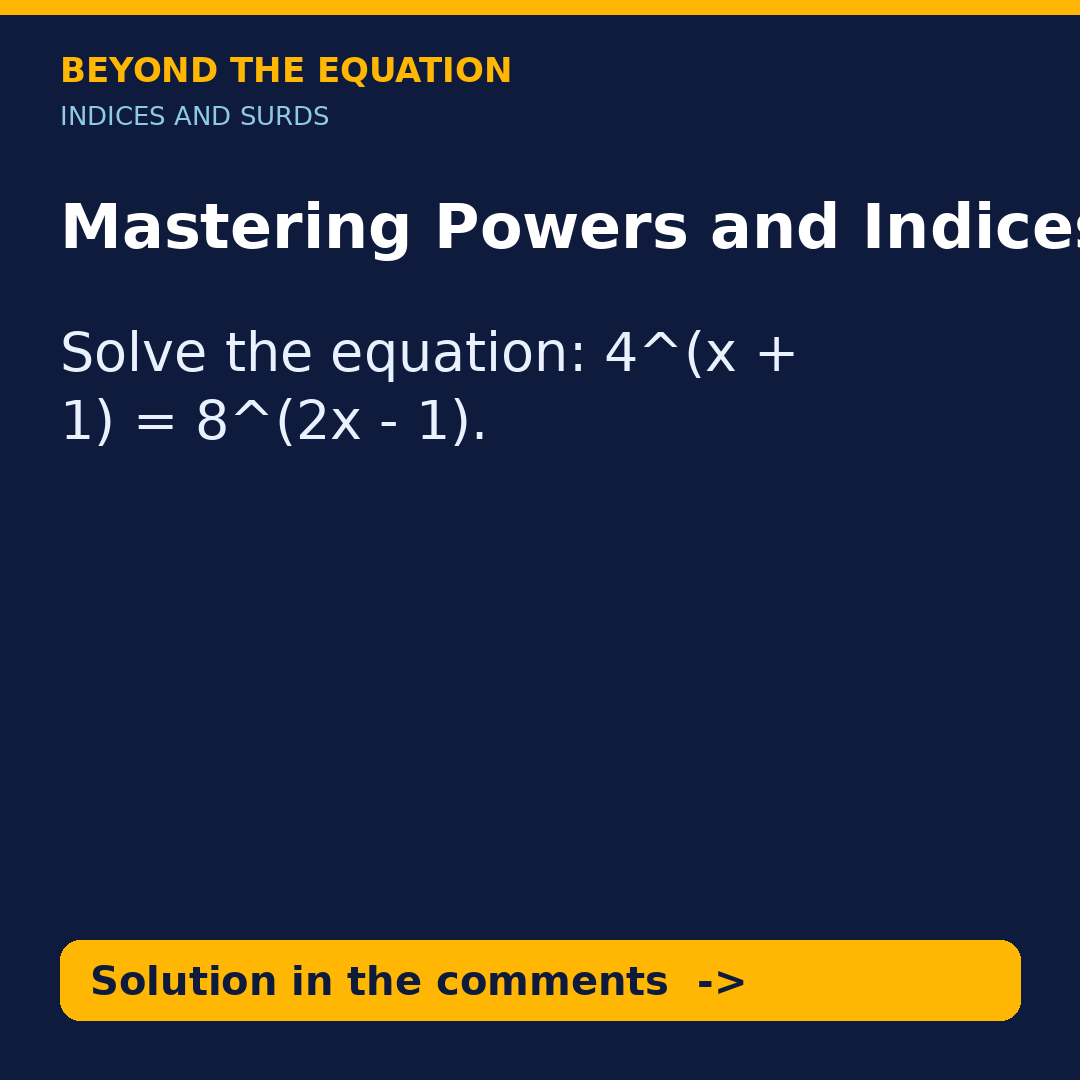 BEYOND THE EQUATION
INDICES AND SURDS
Mastering Powers and Indices
Solve the equation: 4^(x +
1) = 8^(2x - 1).
Solution in the comments  ->